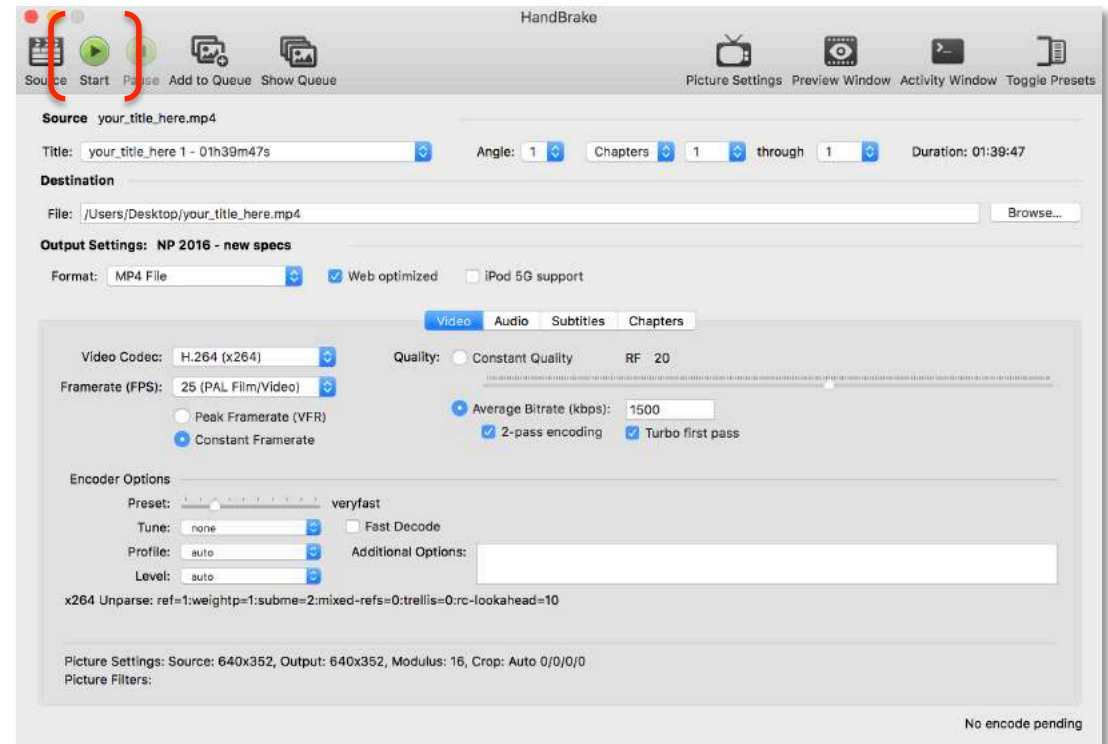 HandBrake
Source Start Pause Add to Queue Show Queue Picture Settings Preview Window Activity Window Toggle Presets
Source your_title_here.mp4
Title: your_title_here 1 - 01h39m47s Angle: 1 Chapters 1 through 1 Duration: 01:39:47
Destination
File: /Users/Desktop/your_title_here.mp4 Browse...
Output Settings: NP 2016 - new specs
Format: MP4 File Web optimized iPod 5G support
Video Audio Subtitles Chapters
Video Codec: H.264 (x264) Quality: Constant Quality RF 20
Framerate (FPS): 25 (PAL Film/Video)
Peak Framerate (VFR) Average Bitrate (kbps): 1500
Constant Framerate 2-pass encoding Turbo first pass
Encoder Options
Preset: veryfast
Tune: none Fast Decode
Profile: auto Additional Options:
Level: auto
x264 Unparse: ref=1:weightp=1:subme=2:mixed-refs=0:trellis=0:rc-lookahead=10
Picture Settings: Source: 640x352, Output: 640x352, Modulus: 16, Crop: Auto 0/0/0/0
Picture Filters:
No encode pending